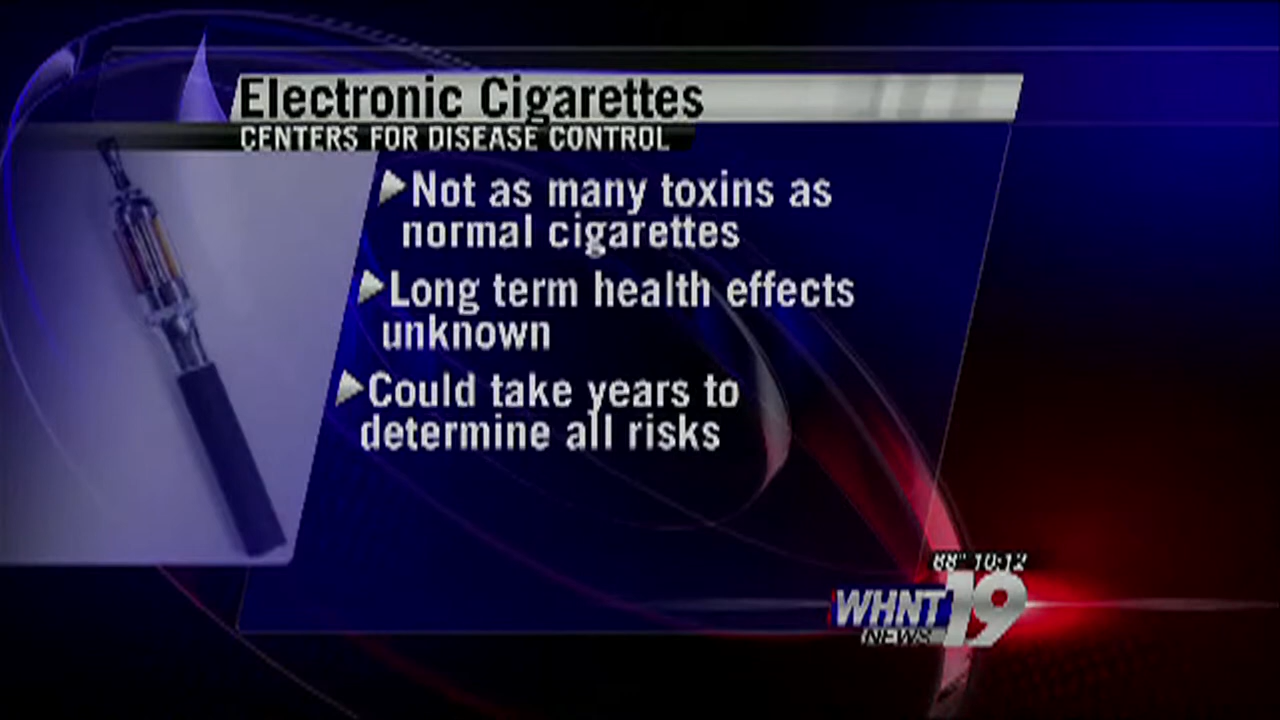 Electronic Cigarettes
CENTERS FOR DISEASE CONTROL
Not as many toxins as
normal cigarettes
Long term health effects
unknown
Could take years to
determine all risks
88° 10:12
WHNT 19
NEWS